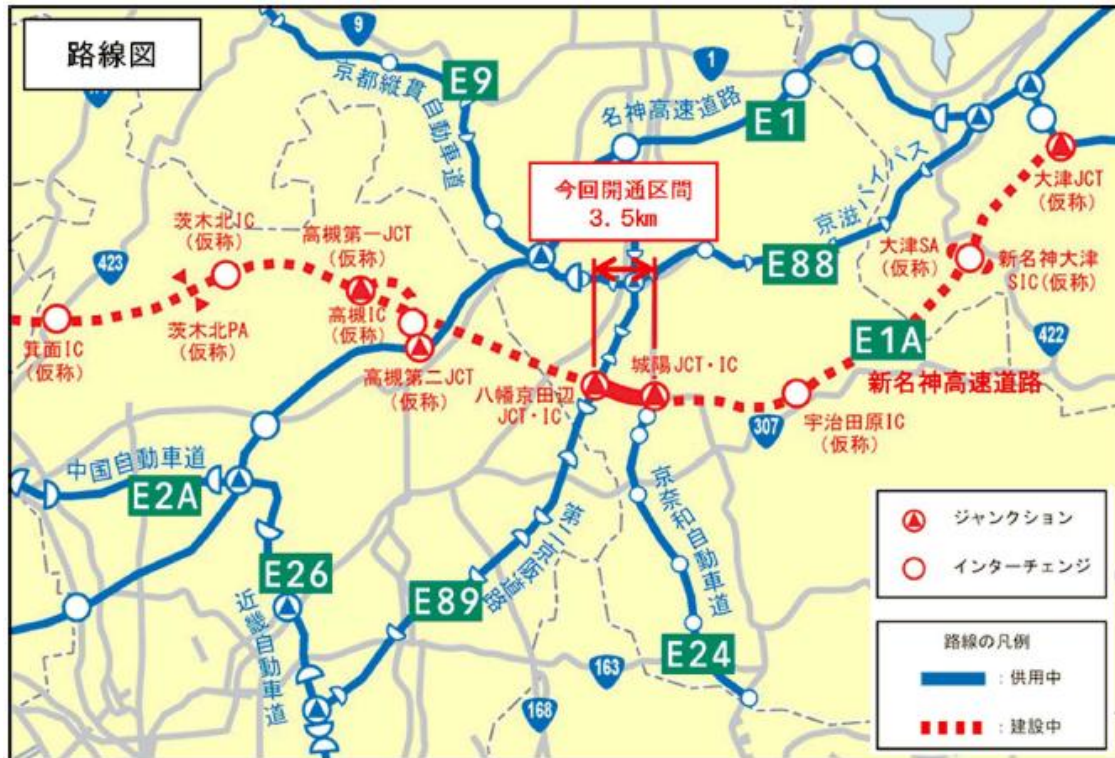 路線図
9
京都縦貫自動車道
E9
1
名神高速道路
E1
今回開通区間
3.5km
京滋バイパス
E88
大津JCT
(仮称)
大津SA
(仮称)
新名神大津
SIC(仮称)
423
茨木北IC
(仮称)
高槻第一JCT
(仮称)
箕面IC
(仮称)
茨木北PA
(仮称)
高槻IC
(仮称)
高槻第二JCT
(仮称)
八幡京田辺
JCT・IC
城陽JCT・IC
E1A
422
新名神高速道路
307
宇治田原IC
(仮称)
中国自動車道
E2A
E26
近畿自動車道
E89
第二京阪道路
京奈和自動車道
E24
163
168
ジャンクション
インターチェンジ
路線の凡例
:供用中
:建設中